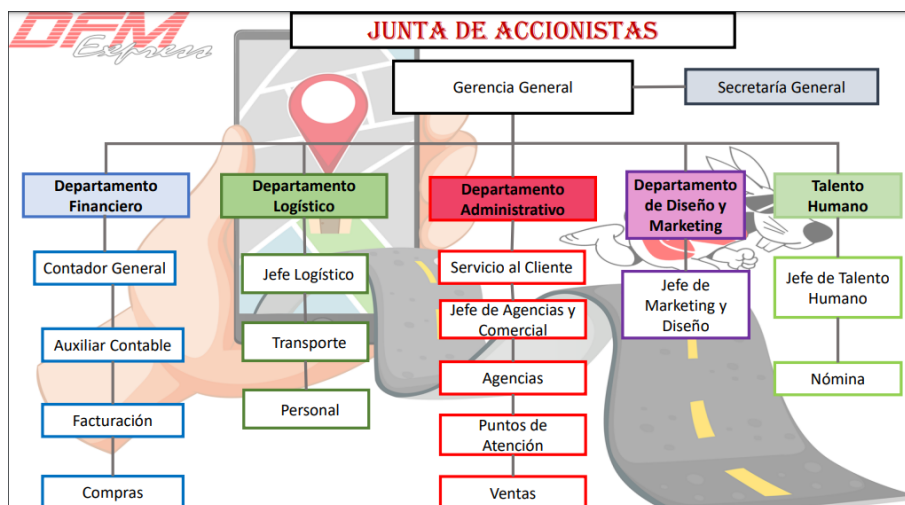 DFM
Express
JUNTA DE ACCIONISTAS
Gerencia General
Secretaría General
Departamento
Financiero
Departamento
Logístico
Departamento
Administrativo
Departamento
de Diseño y
Marketing
Talento
Humano
Contador General
Jefe Logístico
Servicio al Cliente
Jefe de
Marketing y
Diseño
Jefe de Talento
Humano
Auxiliar Contable
Transporte
Jefe de Agencias y
Comercial
Nómina
Facturación
Personal
Agencias
Puntos de
Atención
Compras
Ventas